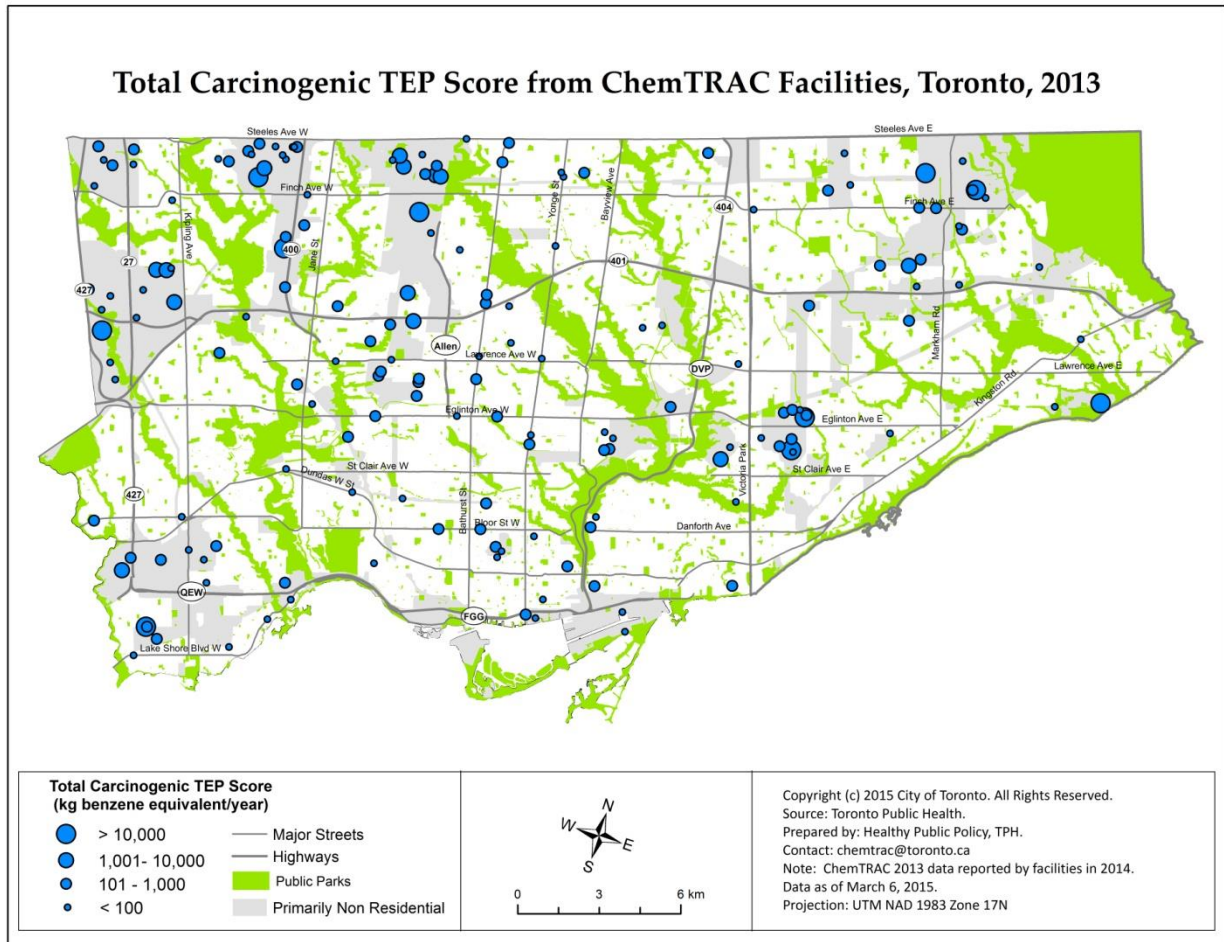 Total Carcinogenic TEP Score from ChemTRAC Facilities, Toronto, 2013
Steeles Ave E
Steeles Ave W
Finch Ave W
Kipling Ave
Yonge St
Bayview Ave
404
Finch Ave E
27
400
Jane St
401
427
Markham Rd
Allen
Lawrence Ave W
DVP
Lawrence Ave E
Kingston Rd
Eglinton Ave W
Eglinton Ave E
St Clair Ave W
Dundas W St
Victoria Park
St Clair Ave E
427
Bathurst St
Bloor St W
Danforth Ave
QEW
FGG
Lake Shore Blvd W
Total Carcinogenic TEP Score
(kg benzene equivalent/year)
> 10,000
1,001- 10,000
101 - 1,000
< 100
Major Streets
Highways
Public Parks
Primarily Non Residential
N
W
E
S
0 3 6 km
Copyright (c) 2015 City of Toronto. All Rights Reserved.
Source: Toronto Public Health.
Prepared by: Healthy Public Policy, TPH.
Contact: chemtrac@toronto.ca
Note: ChemTRAC 2013 data reported by facilities in 2014.
Data as of March 6, 2015.
Projection: UTM NAD 1983 Zone 17N